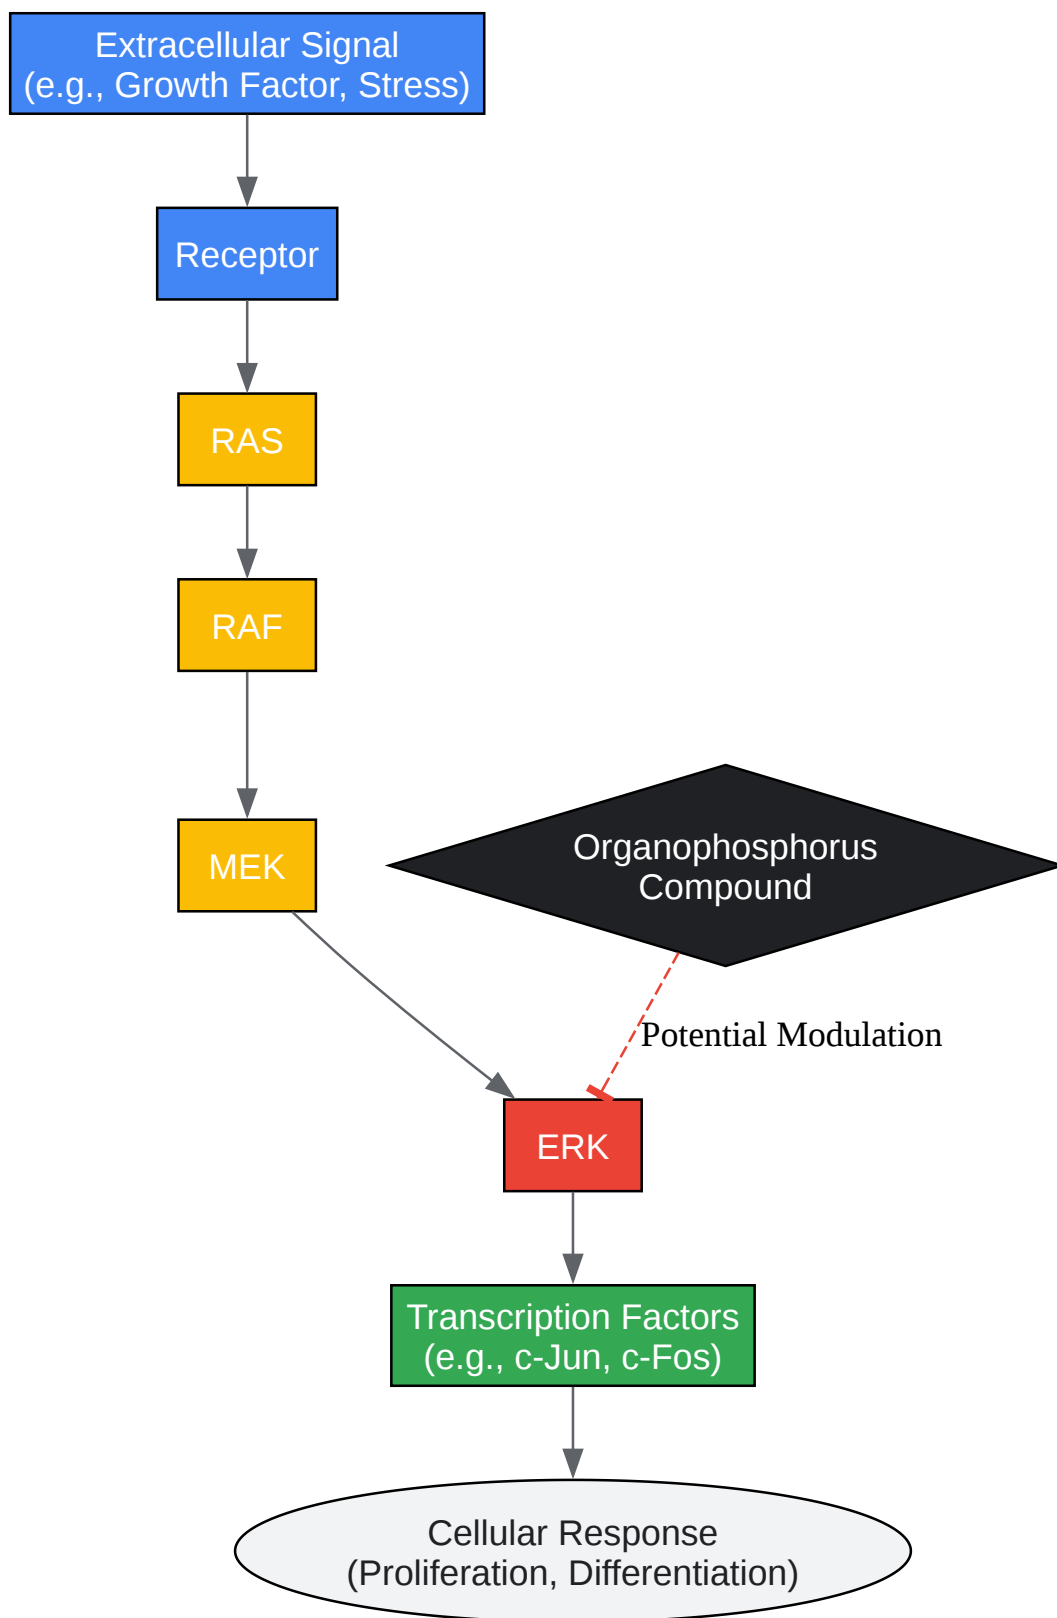 Extracellular Signal
(e.g., Growth Factor, Stress)
Receptor
RAS
RAF
MEK
Organophosphorus
Compound
Potential Modulation
ERK
Transcription Factors
(e.g., c-Jun, c-Fos)
Cellular Response
(Proliferation, Differentiation)